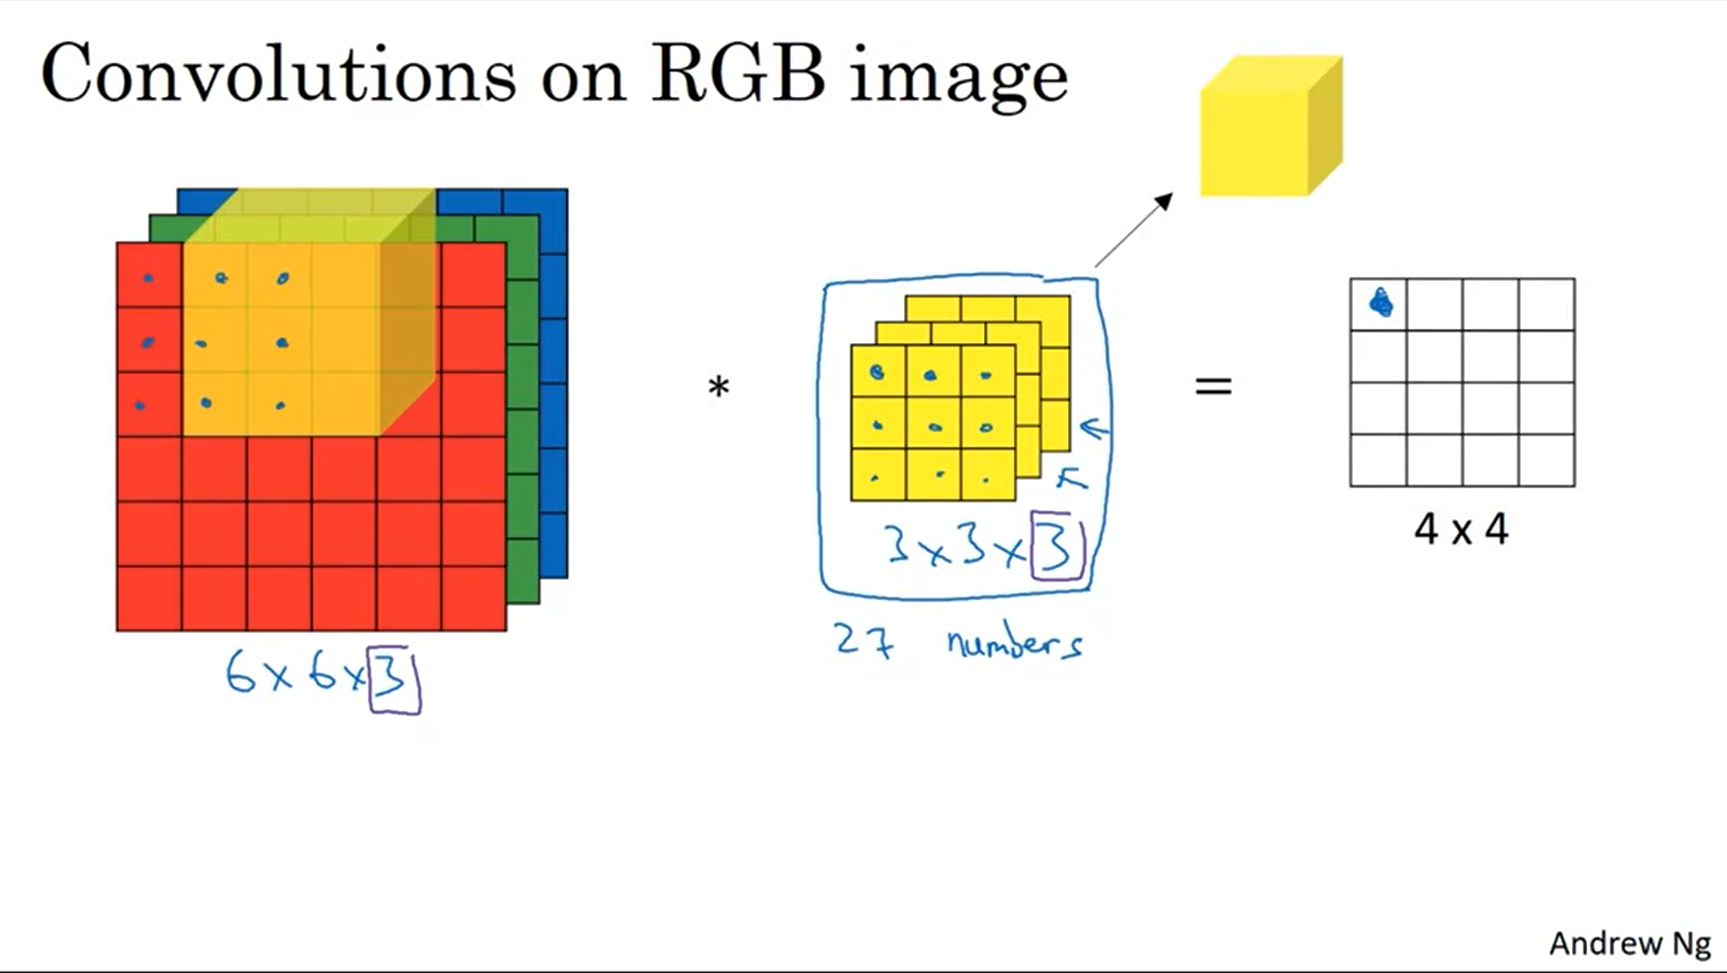 Convolutions on RGB image
*
=
3x3x3
4 x 4
27 numbers
6x6x3
Andrew Ng